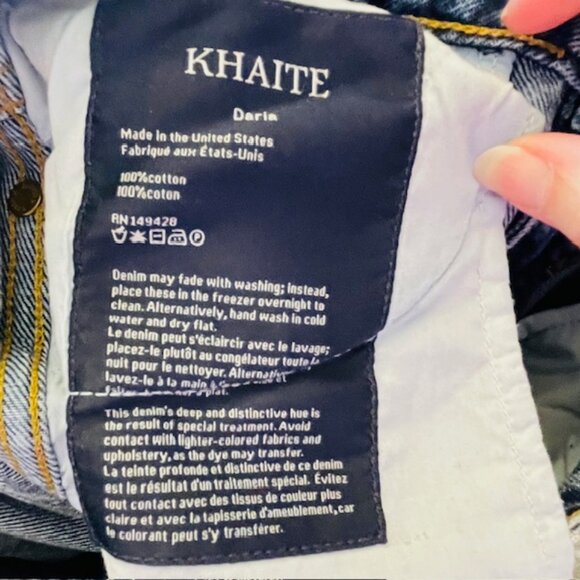 KHAITE
Daria
Made in the United States
Fabriqué aux États-Unis
100%cotton
100%coton
RN149428
Denim may fade with washing; instead,
place these in the freezer overnight to
clean. Alternatively, hand wash in cold
water and dry flat.
Le denim peut s'éclaircir avec le lavage;
placez-le plutôt au congélateur toute la
nuit pour le nettoyer.
lavez-le à la main à et
This denim's deep and distinctive hue is
the result of special treatment. Avoid
contact with lighter-colored fabrics and
upholstery, as the dye may transfer.
La teinte profonde et distinctive de ce denim
est le résultat d'un traitement spécial. Évitez
tout contact avec des tissus de couleur plus
claire et avec la tapisserie d'ameublement, car
le colorant peut s'y transférer.